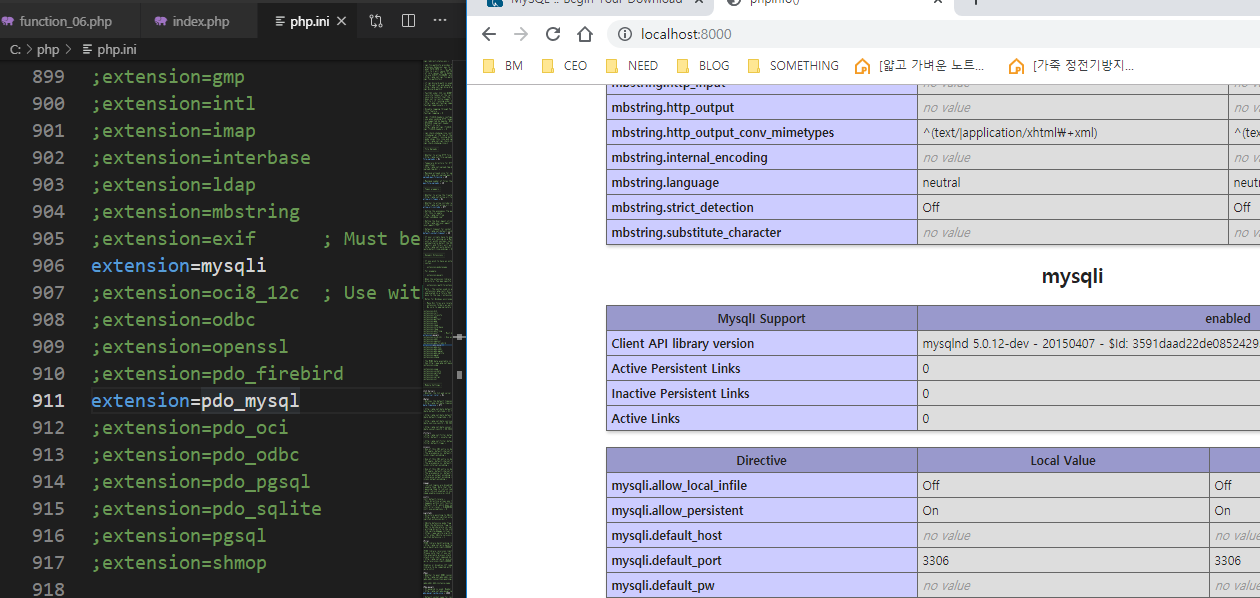 function_06.php index.php php.ini
C: > php > php.ini
899 ;extension=gmp
900 ;extension=intl
901 ;extension=imap
902 ;extension=interbase
903 ;extension=ldap
904 ;extension=mbstring
905 ;extension=exif ; Must be
906 extension=mysqli
907 ;extension=oci8_12c ; Use wit
908 ;extension=odbc
909 ;extension=openssl
910 ;extension=pdo_firebird
911 extension=pdo_mysql
912 ;extension=pdo_oci
913 ;extension=pdo_odbc
914 ;extension=pdo_pgsql
915 ;extension=pdo_sqlite
916 ;extension=pgsql
917 ;extension=shmop
918
MySQL :: Begin Your Download phpinfo()
localhost:8000
BM CEO NEED BLOG SOMETHING [얇고 가벼운 노트... [가죽 정전기방지...
mbstring.http_input no value no v
mbstring.http_output no value no v
mbstring.http_output_conv_mimetypes ^(text/|application/xhtml₩+xml) ^(tex
mbstring.internal_encoding no value no v
mbstring.language neutral neutr
mbstring.strict_detection Off Off
mbstring.substitute_character no value no v
mysqli
MysqlI Support enabled
Client API library version mysqlnd 5.0.12-dev - 20150407 - $Id: 3591daad22de0852429
Active Persistent Links 0
Inactive Persistent Links 0
Active Links 0
Directive Local Value
mysqli.allow_local_infile Off Off
mysqli.allow_persistent On On
mysqli.default_host no value no value
mysqli.default_port 3306 3306
mysqli.default_pw no value no value